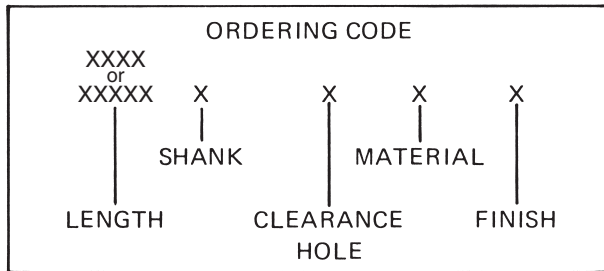 ORDERING CODE
XXXX
or
XXXXX X X X X
SHANK MATERIAL
LENGTH CLEARANCE FINISH
HOLE